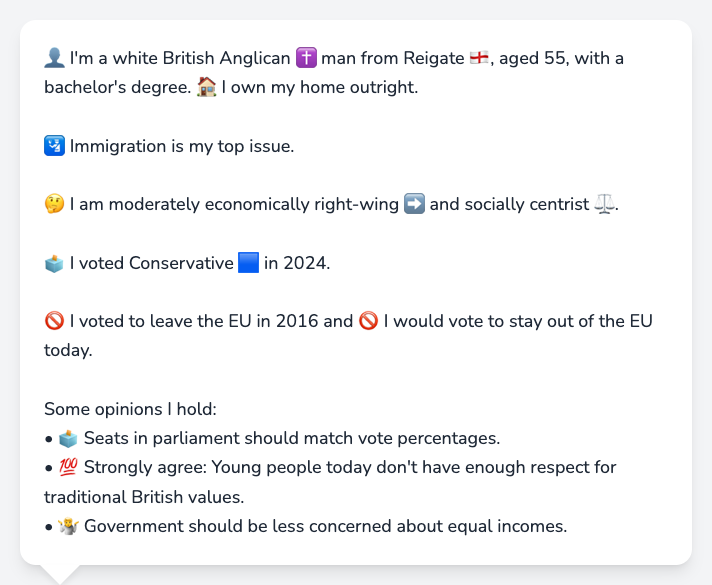 👤 I'm a white British Anglican ✝️ man from Reigate 🏴󠁧󠁢󠁥󠁮󠁧󠁿, aged 55, with a
bachelor's degree. 🏠 I own my home outright.
🛂 Immigration is my top issue.
🤔 I am moderately economically right-wing ➡️ and socially centrist ⚖️.
🗳️ I voted Conservative 🟦 in 2024.
🚫 I voted to leave the EU in 2016 and 🚫 I would vote to stay out of the EU
today.
Some opinions I hold:
• 🗳️ Seats in parliament should match vote percentages.
• 💯 Strongly agree: Young people today don't have enough respect for
traditional British values.
• 🤷 Government should be less concerned about equal incomes.